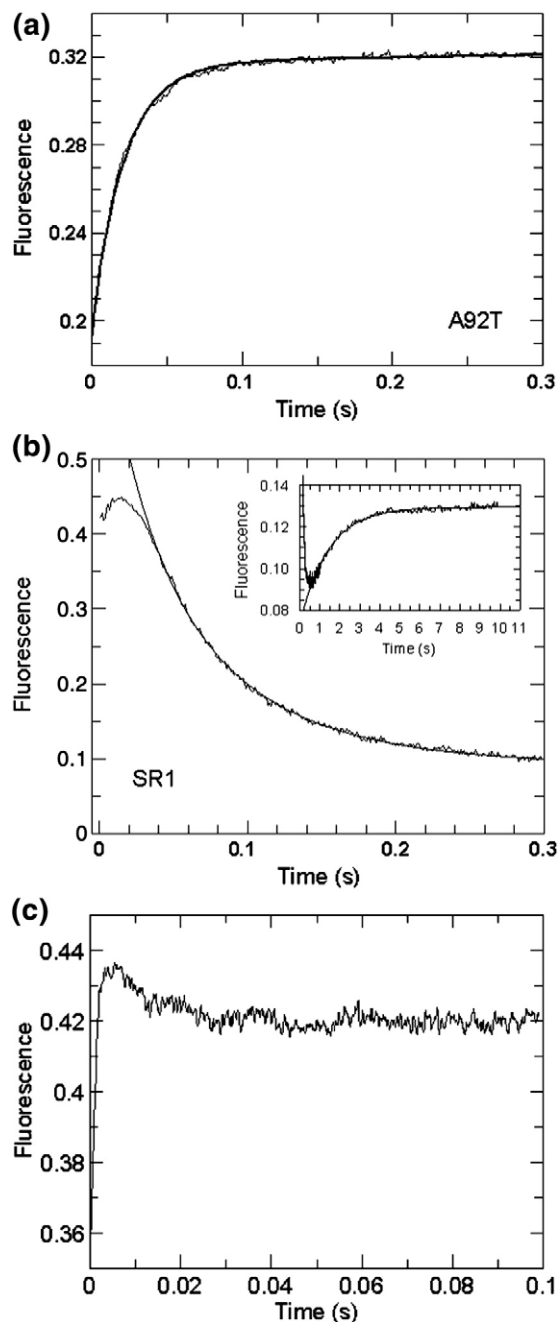 (a)
0.32
0.28
0.24
0.2
Fluorescence
A92T
0 0.1 0.2 0.3
Time (s)
(b)
0.5
0.4
0.3
0.2
0.1
0
Fluorescence
0.14
0.13
0.12
0.10
0.08
Fluorescence
0 1 2 3 4 5 6 7 8 9 10 11
Time (s)
SR1
0 0.1 0.2 0.3
Time (s)
(c)
0.44
0.42
0.4
0.38
0.36
Fluorescence
0 0.02 0.04 0.06 0.08 0.1
Time (s)